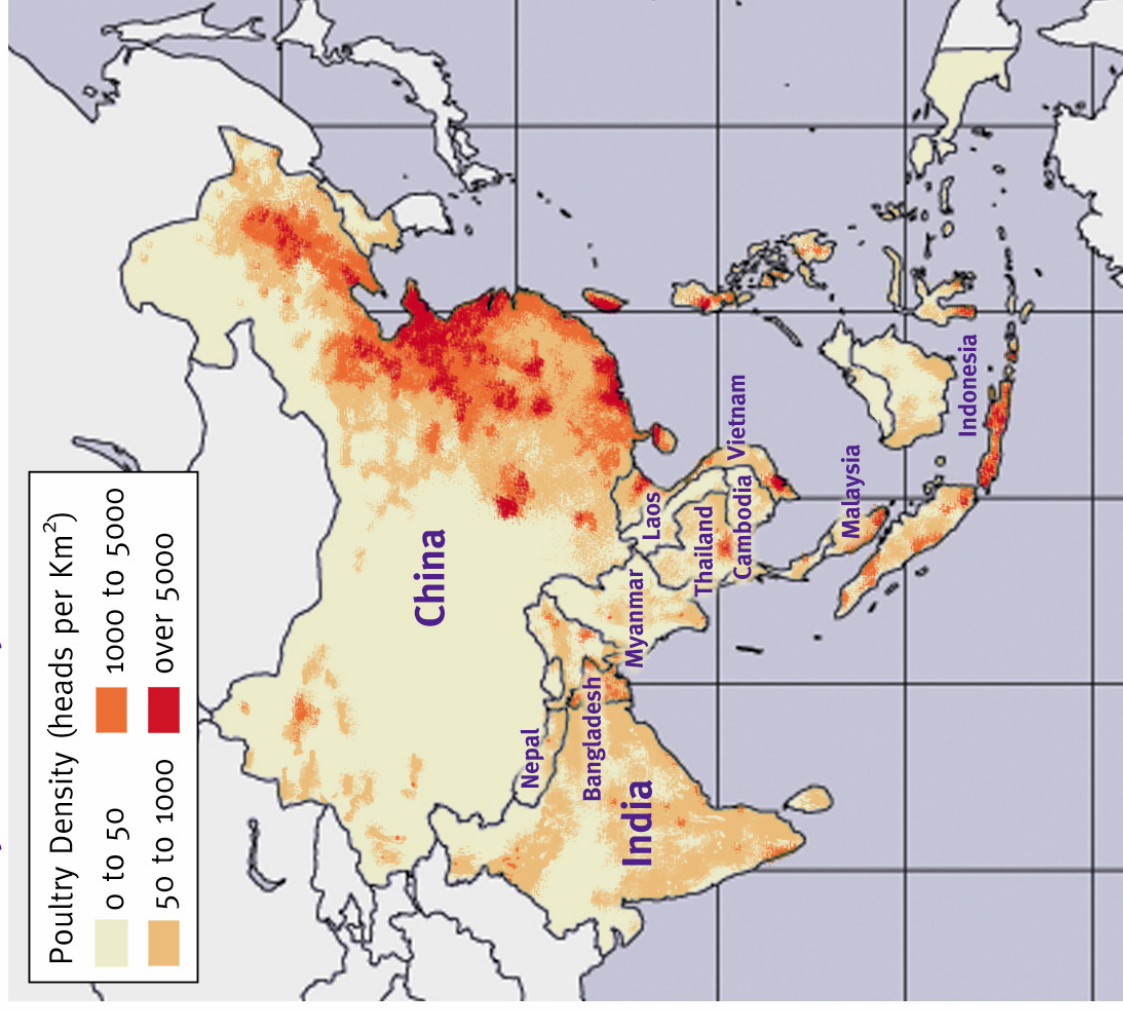 Poultry Density (heads per Km²)
0 to 50
1000 to 5000
50 to 1000
over 5000
China
Nepal
Bangladesh
India
Myanmar
Laos
Thailand
Cambodia
Vietnam
Malaysia
Indonesia